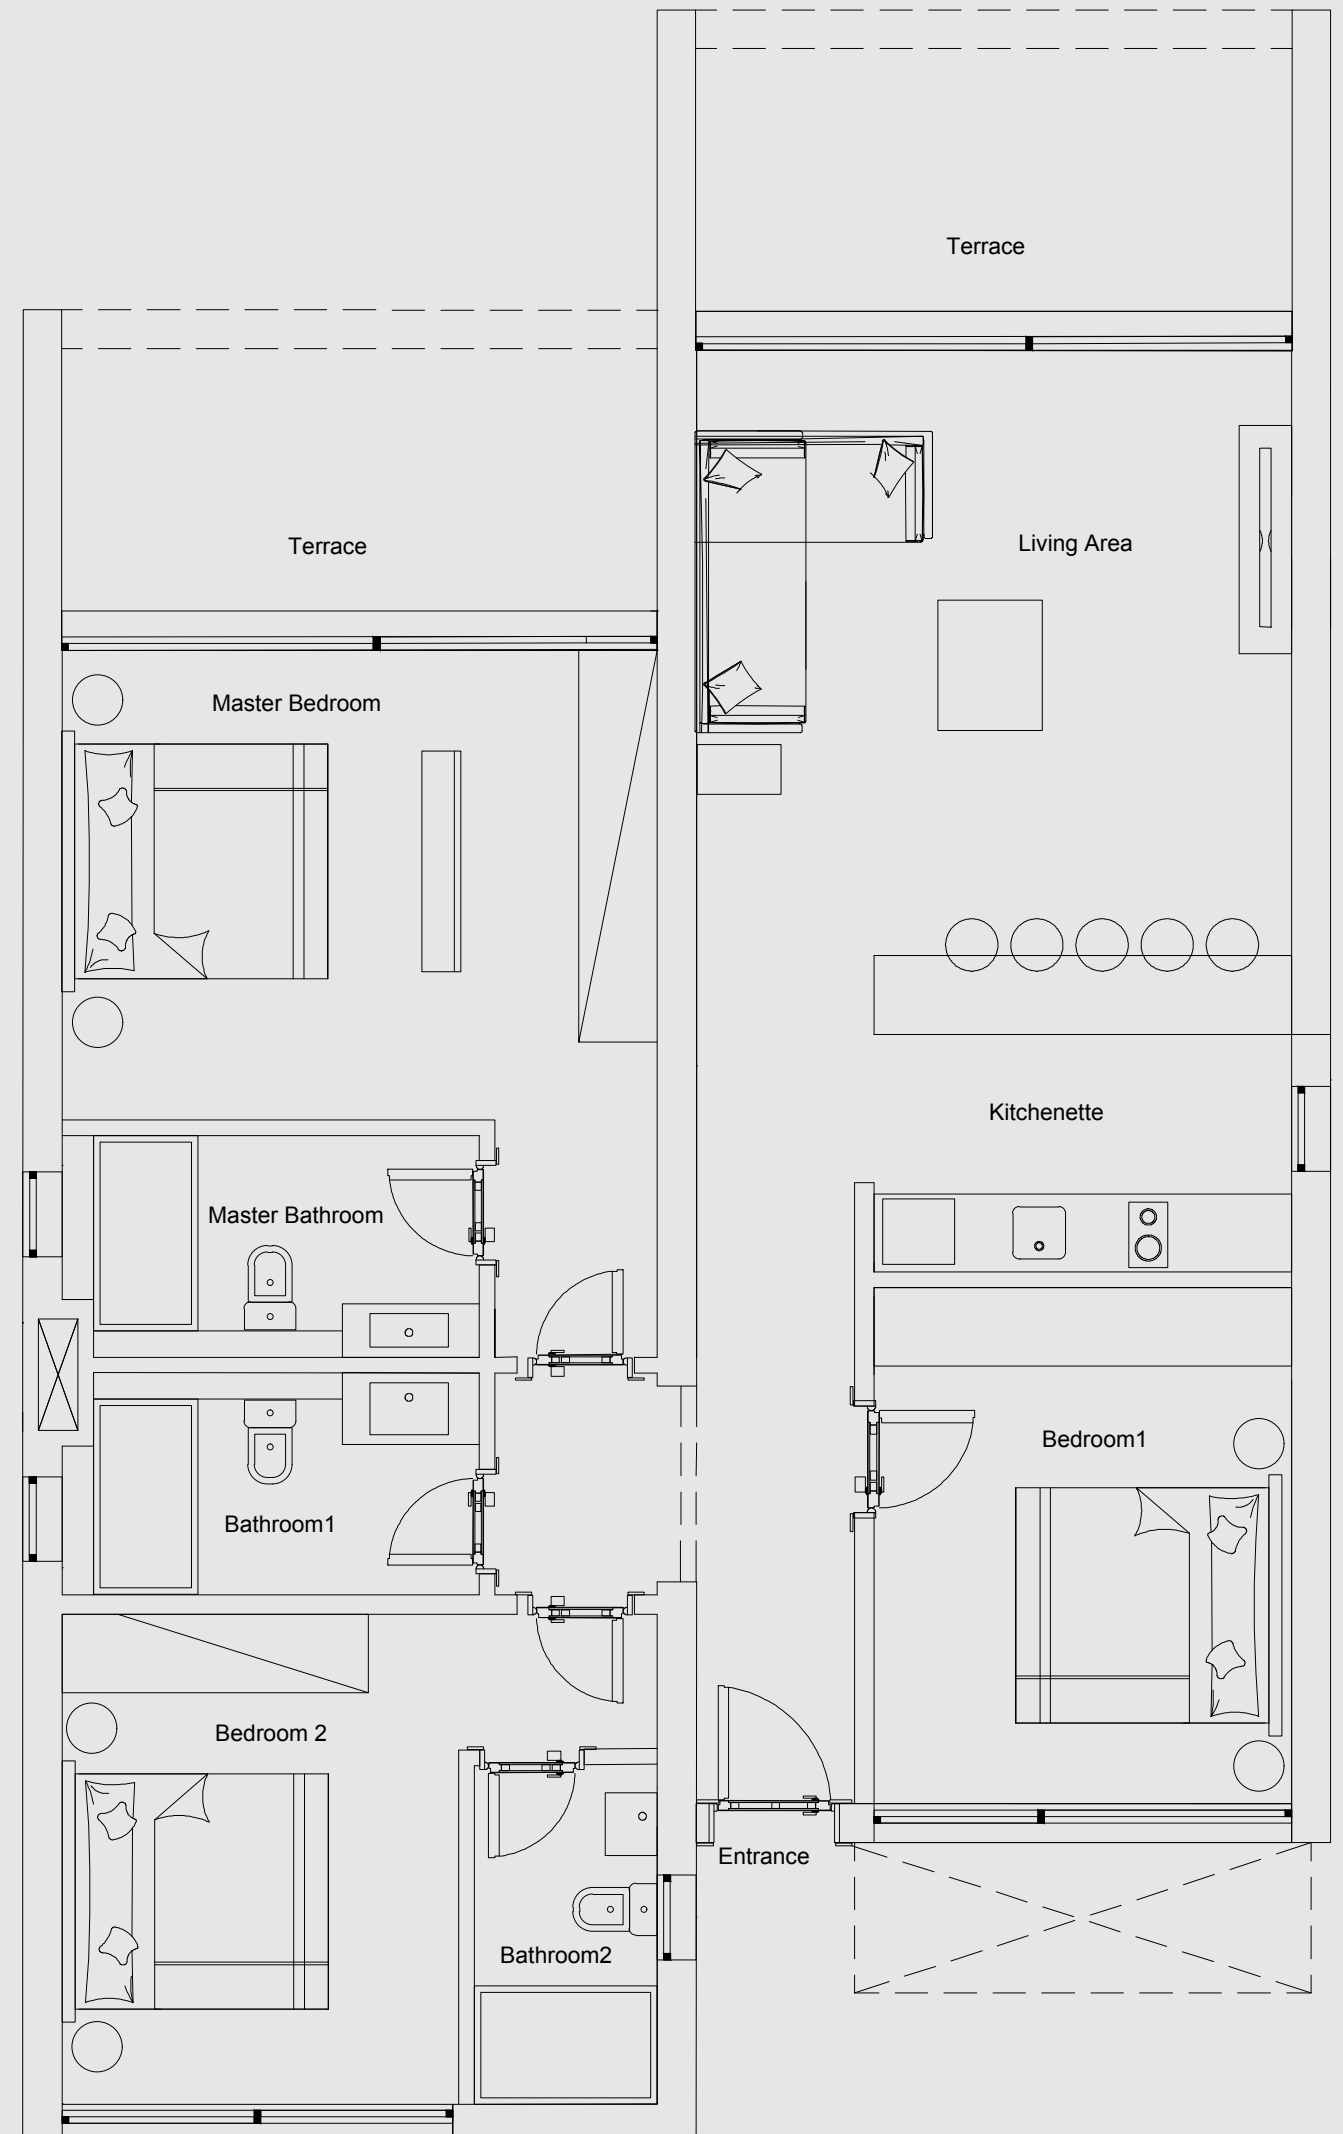 Terrace
Terrace
Living Area
Master Bedroom
Kitchenette
Master Bathroom
Bedroom1
Bathroom1
Bedroom 2
Entrance
Bathroom2